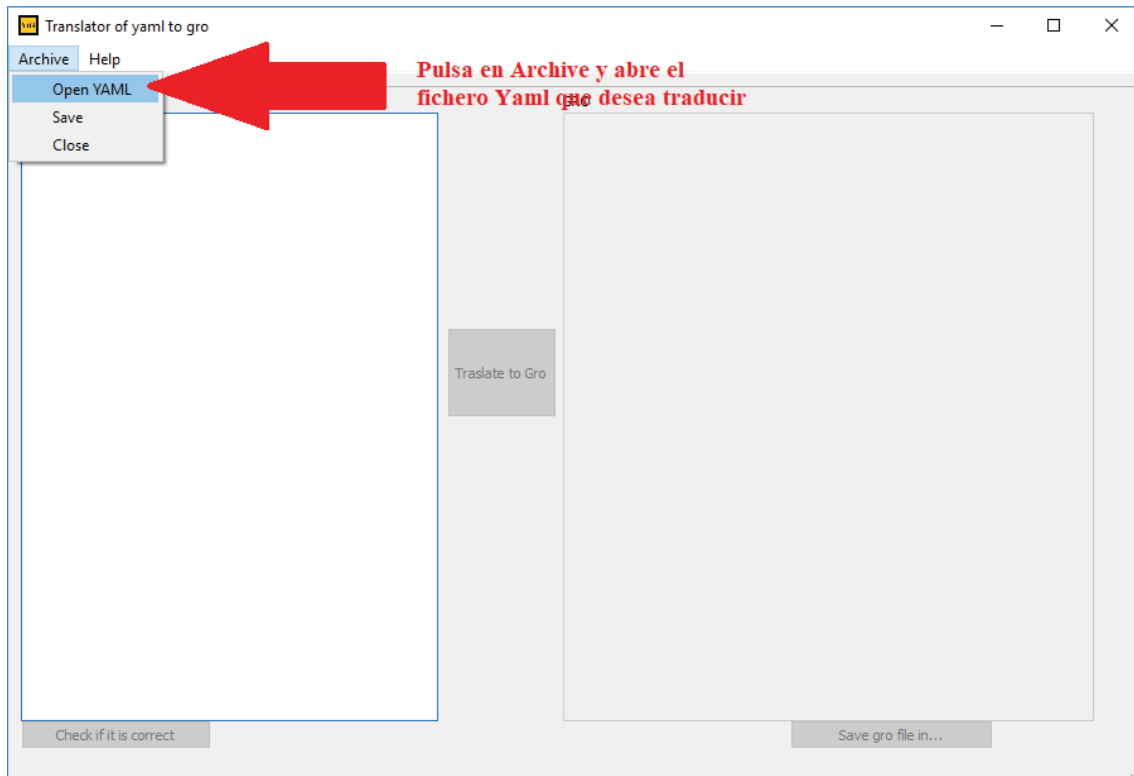 Translator of yaml to gro
Archive Help
Open YAML
Save
Close
Pulsa en Archive y abre el
fichero Yaml que desea traducir
GRO
Traslate to Gro
Check if it is correct
Save gro file in...